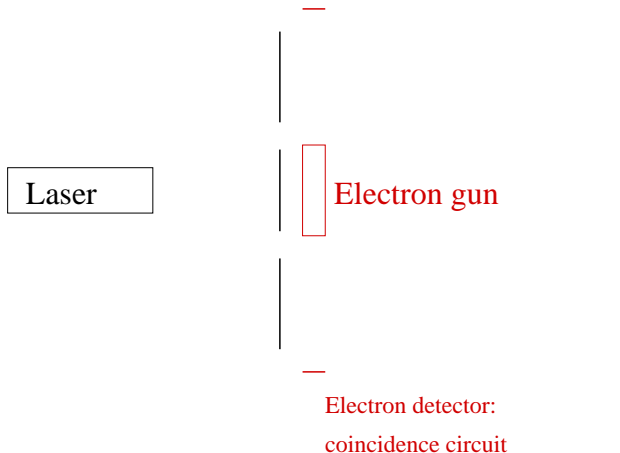 Laser
Electron gun
Electron detector:
coincidence circuit